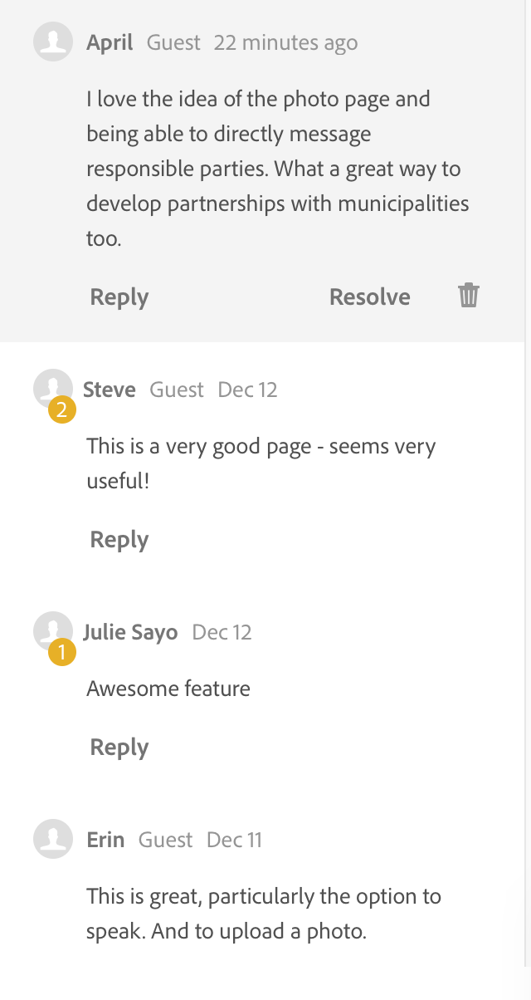 April Guest 22 minutes ago
I love the idea of the photo page and
being able to directly message
responsible parties. What a great way to
develop partnerships with municipalities
too.
Reply Resolve
Steve Guest Dec 12
2
This is a very good page - seems very
useful!
Reply
Julie Sayo Dec 12
1
Awesome feature
Reply
Erin Guest Dec 11
This is great, particularly the option to
speak. And to upload a photo.